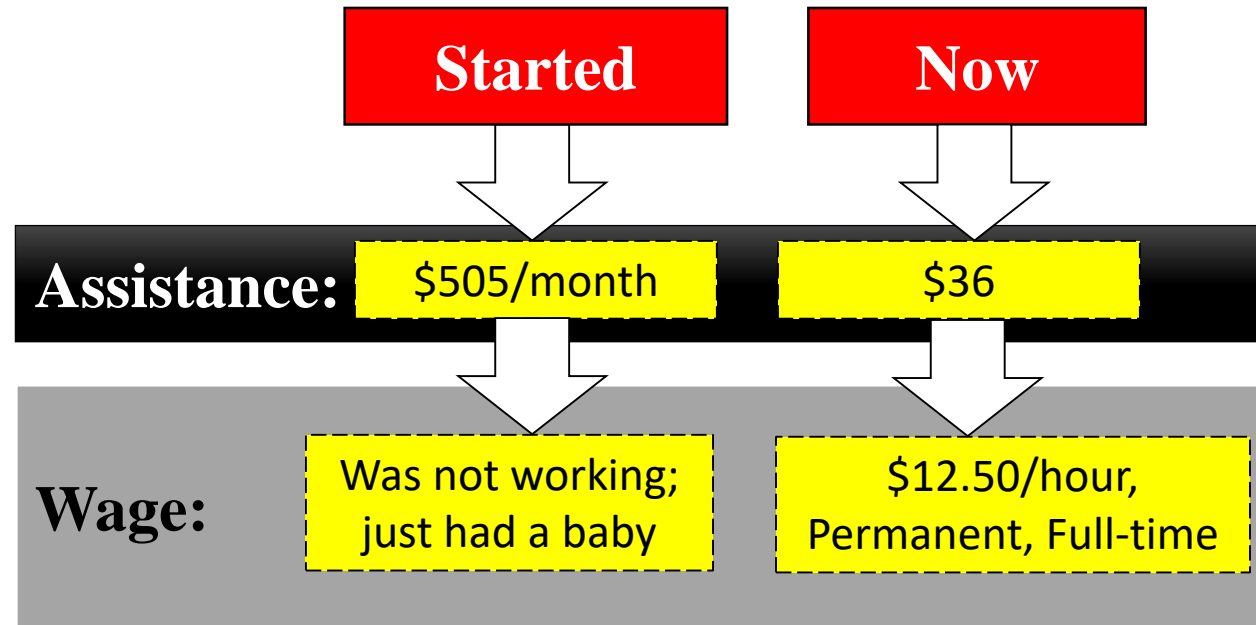 Started
Now
Assistance:
$505/month
$36
Wage:
Was not working;
just had a baby
$12.50/hour,
Permanent, Full-time